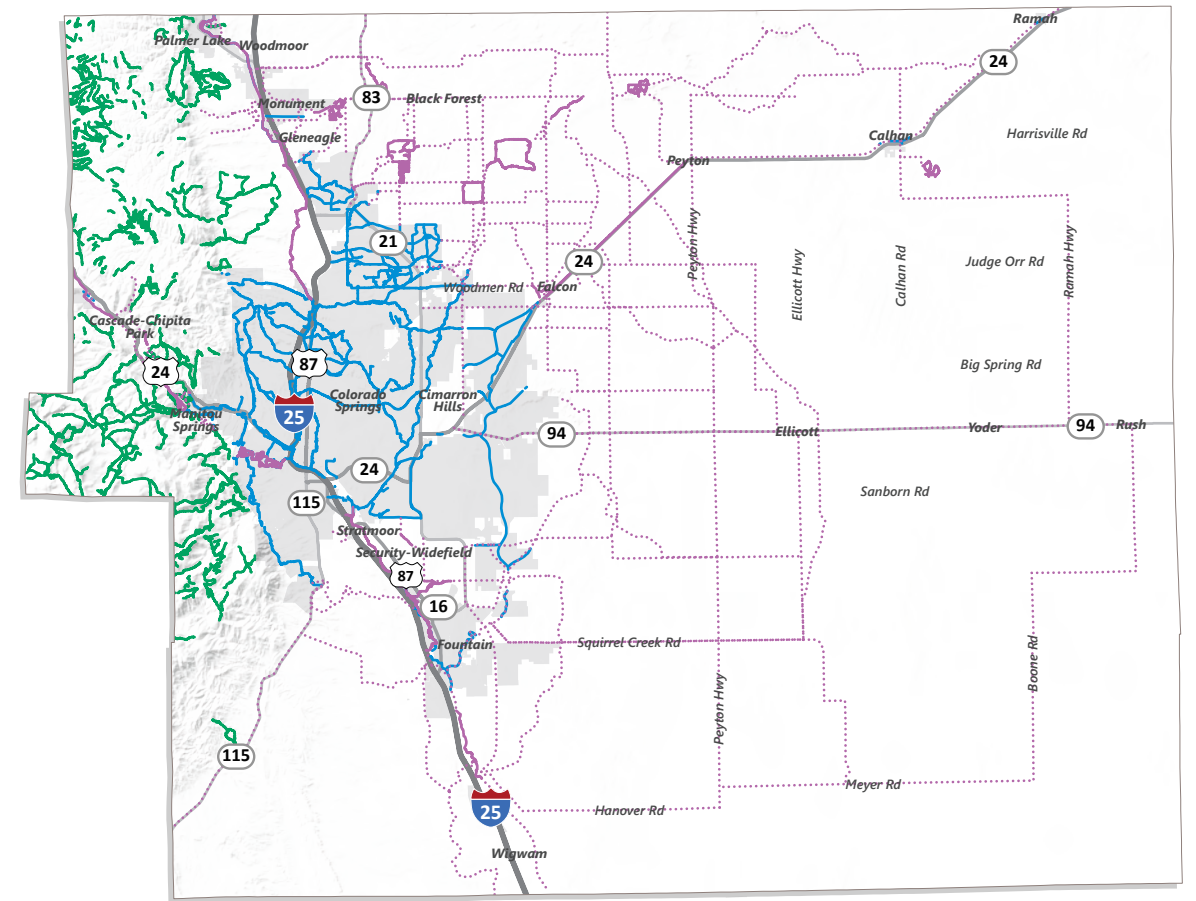 Ramah
Palmer Lake
Woodmoor
24
83
Black Forest
Monument
Gleneagle
Calhan
Harrisville Rd
Peyton
21
Peyton Hwy
Ellicott Hwy
Calhan Rd
Ramah Hwy
24
Judge Orr Rd
Woodmen Rd
Falcon
Cascade-Chipita
Park
24
87
Big Spring Rd
Colorado
Springs
Cimarron
Hills
25
Manitou
Springs
94
Ellicott
Yoder
94
Rush
24
Sanborn Rd
115
Stratmoor
Security-Widefield
87
16
Fountain
Squirrel Creek Rd
Boone Rd
Peyton Hwy
115
Meyer Rd
25
Hanover Rd
Wigwam